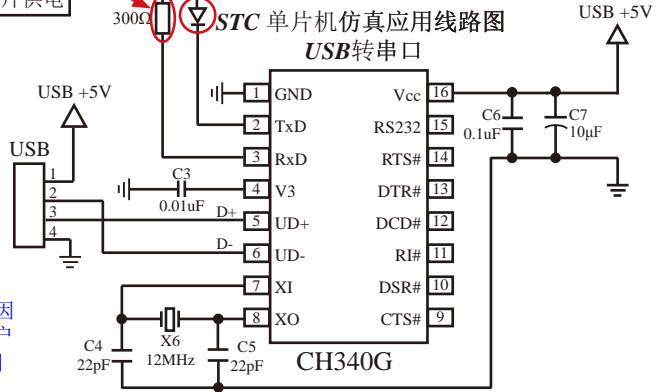 片供电
300Ω
STC 单片机仿真应用线路图
USB转串口
USB +5V
USB +5V
USB
1
2
3
4
C3
0.01uF
D+
D-
1 GND
2 TxD
3 RxD
4 V3
5 UD+
6 UD-
7 XI
8 XO
Vcc 16
RS232 15
RTS# 14
DTR# 13
DCD# 12
RI# 11
DSR# 10
CTS# 9
CH340G
C6
0.1uF
C7
10μF
因
C4
22pF
X6
12MHz
C5
22pF